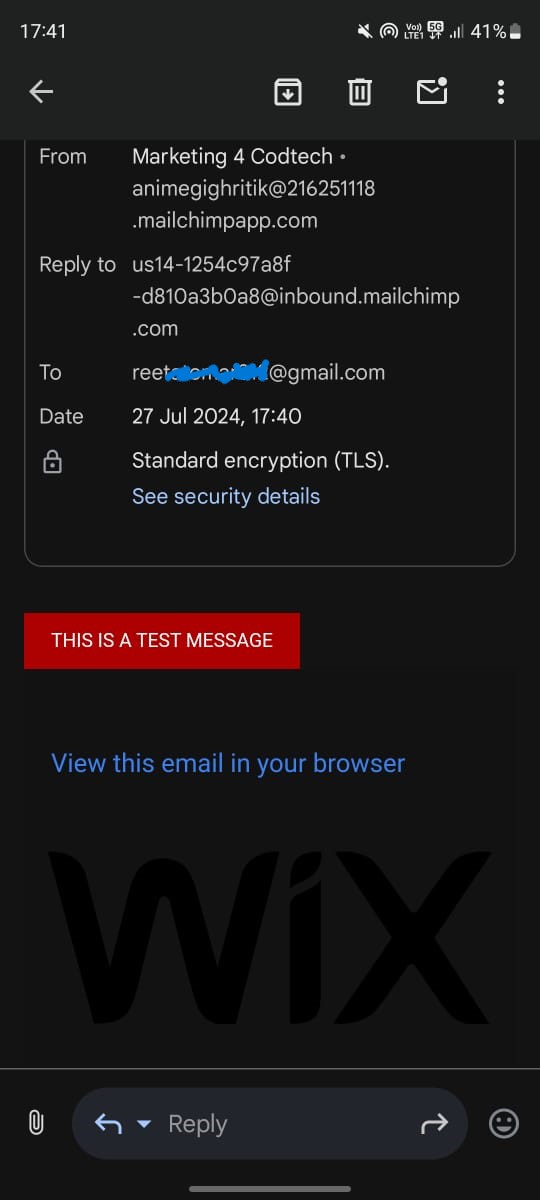 17:41
Vo)) 5G
LTE1 41%
From Marketing 4 Codtech •
animegighritik@216251118
.mailchimpapp.com
Reply to us14-1254c97a8f
-d810a3b0a8@inbound.mailchimp
.com
To reet @gmail.com
Date 27 Jul 2024, 17:40
Standard encryption (TLS).
See security details
THIS IS A TEST MESSAGE
View this email in your browser
WiX
Reply